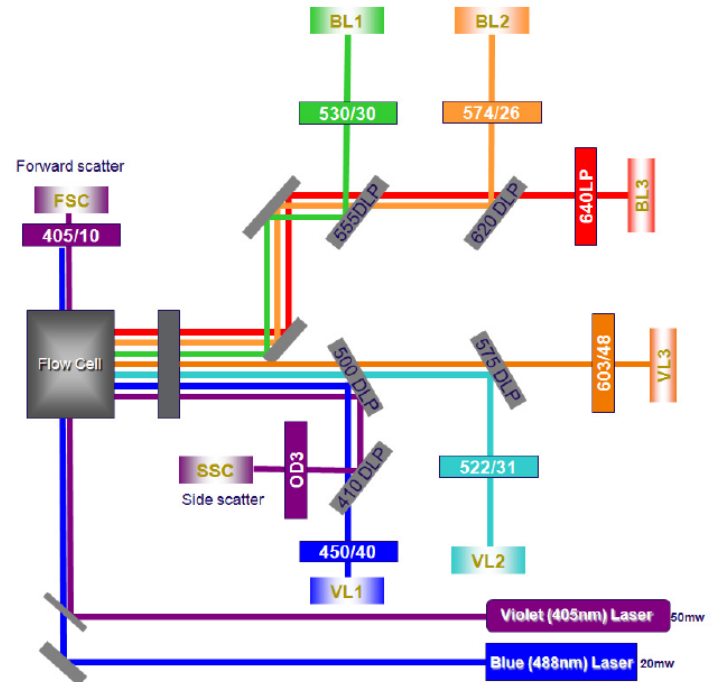 BL1
BL2
530/30
574/26
Forward scatter
FSC
405/10
555DLP
620 DLP
640LP
BL3
Flow Cell
500 DLP
575 DLP
603/48
VL3
SSC
Side scatter
OD3
410 DLP
522/31
450/40
VL1
VL2
Violet (405nm) Laser
50mw
Blue (488nm) Laser
20mw